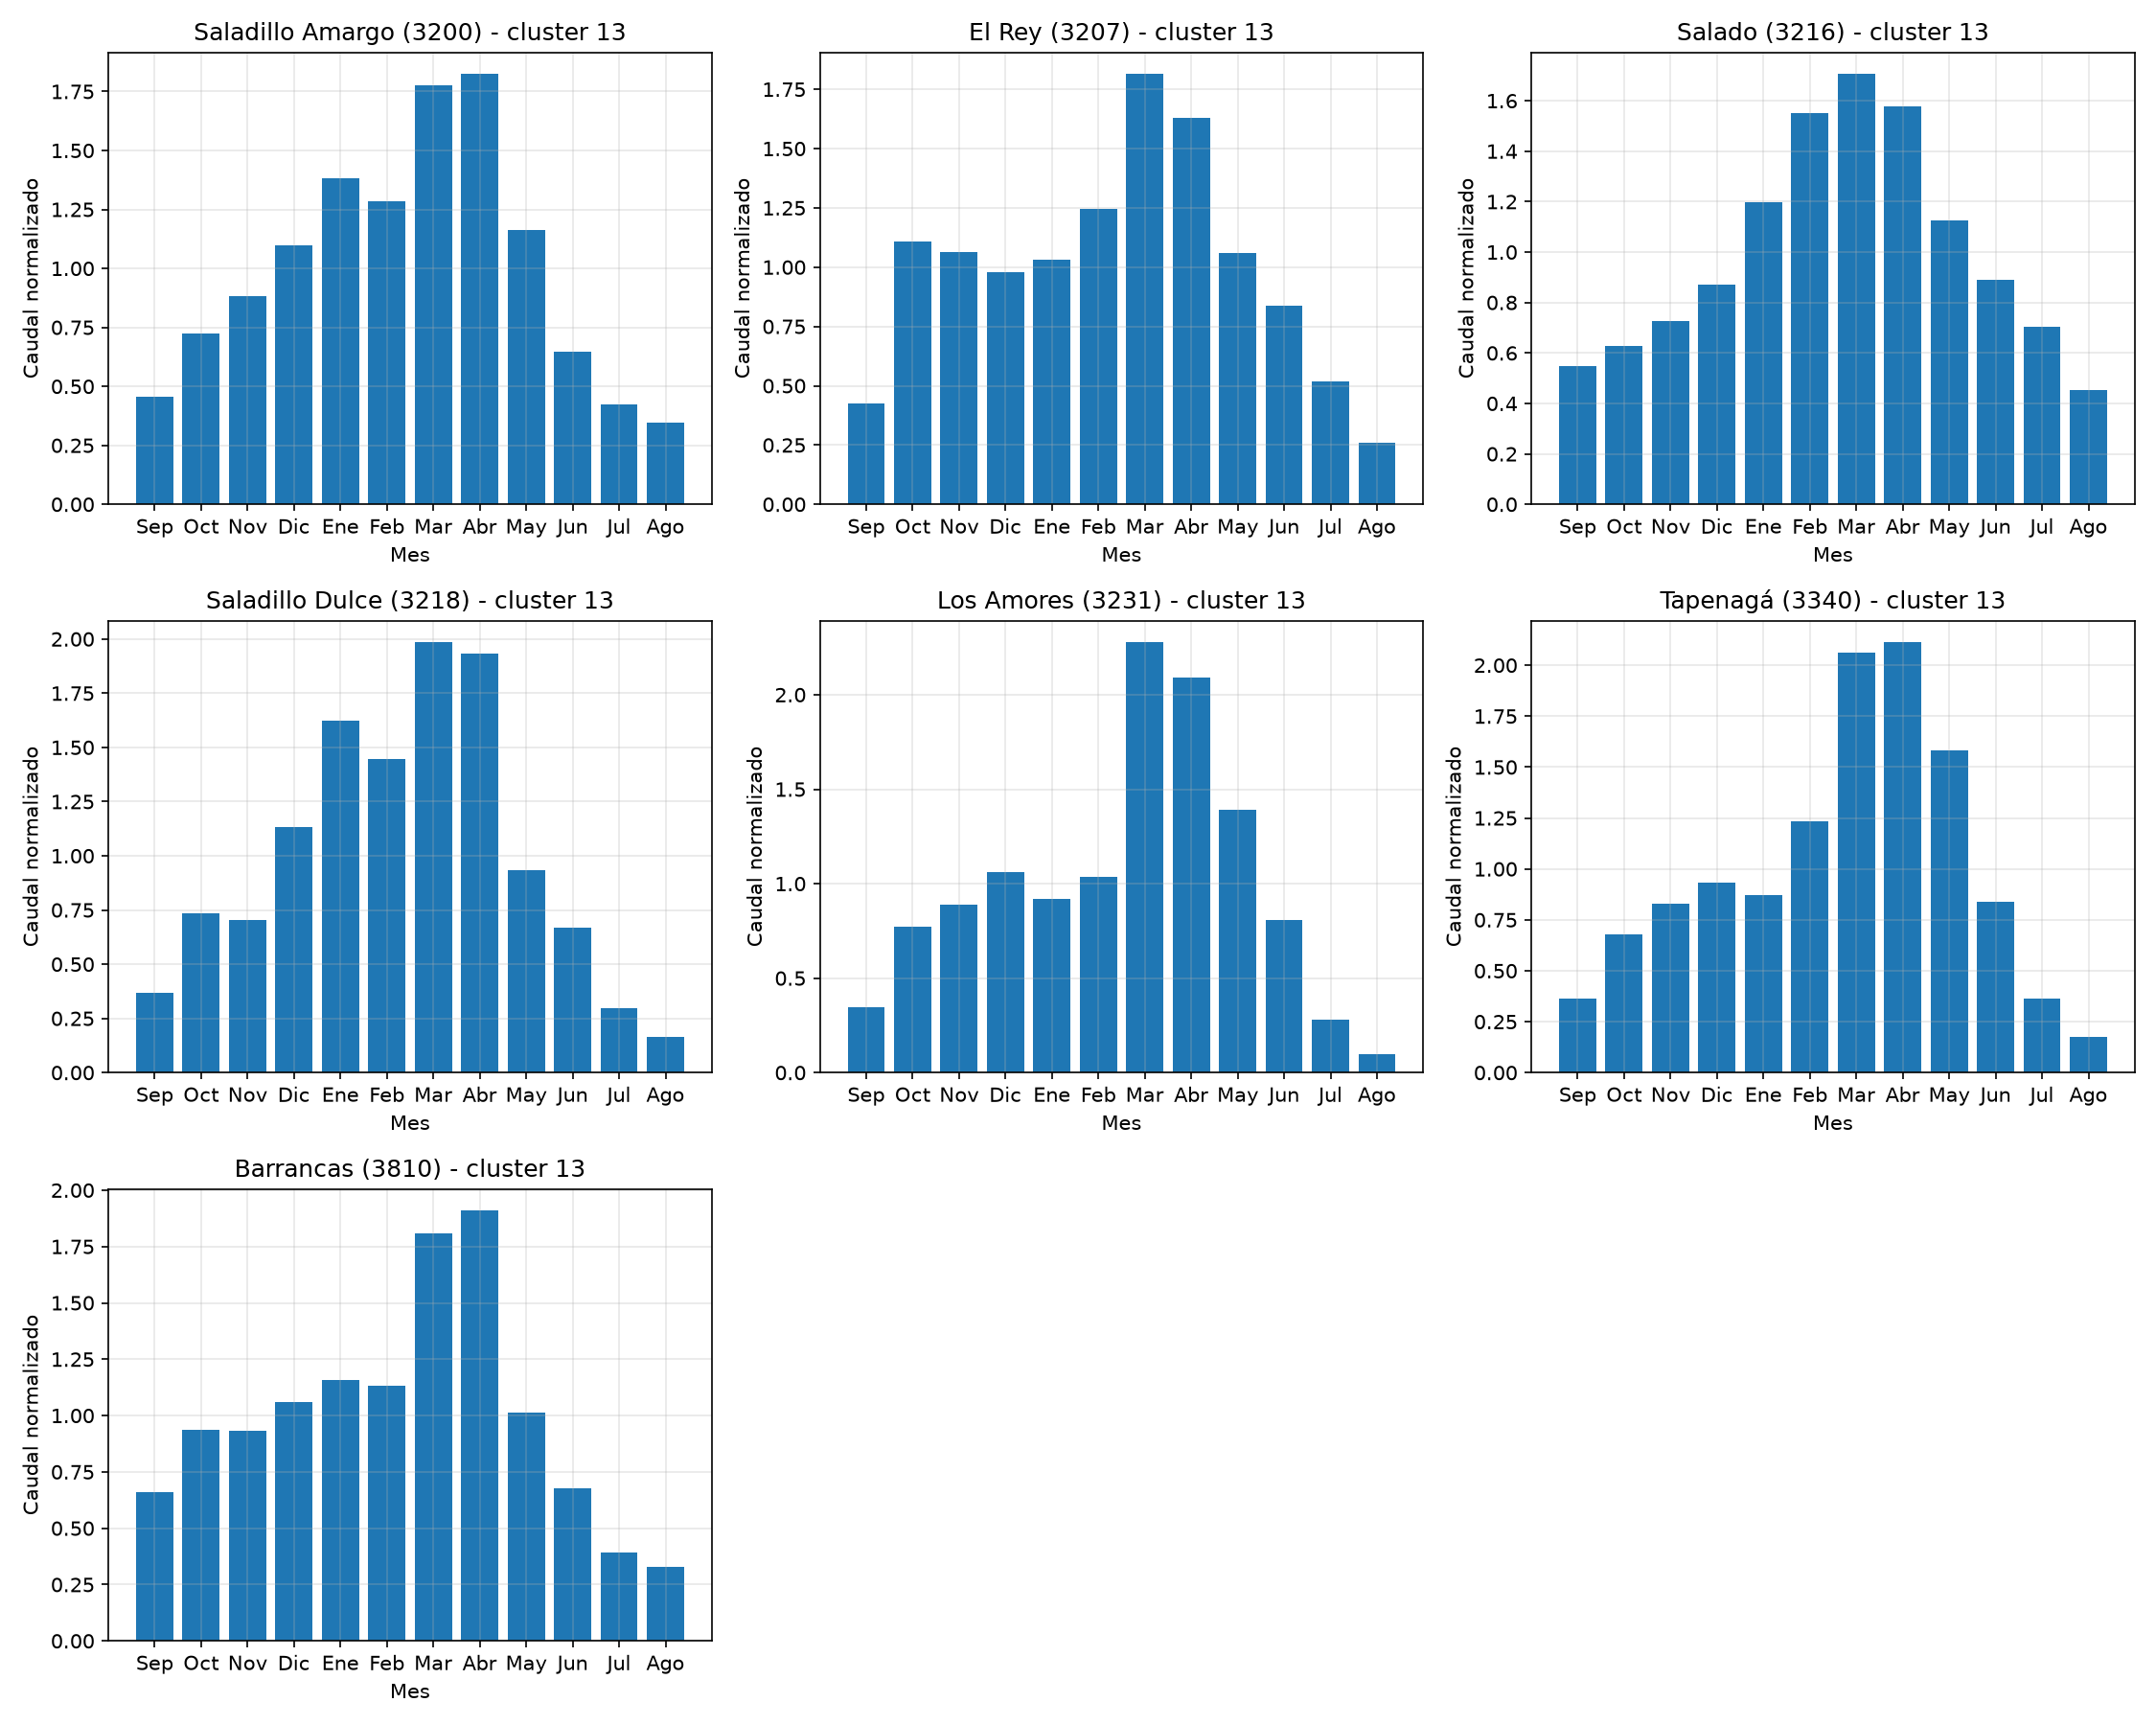 Saladillo Amargo (3200) - cluster 13
Caudal normalizado
1.75
1.50
1.25
1.00
0.75
0.50
0.25
0.00
Sep Oct Nov Dic Ene Feb Mar Abr May Jun Jul Ago
Mes
El Rey (3207) - cluster 13
Caudal normalizado
1.75
1.50
1.25
1.00
0.75
0.50
0.25
0.00
Sep Oct Nov Dic Ene Feb Mar Abr May Jun Jul Ago
Mes
Salado (3216) - cluster 13
Caudal normalizado
1.6
1.4
1.2
1.0
0.8
0.6
0.4
0.2
0.0
Sep Oct Nov Dic Ene Feb Mar Abr May Jun Jul Ago
Mes
Saladillo Dulce (3218) - cluster 13
Caudal normalizado
2.00
1.75
1.50
1.25
1.00
0.75
0.50
0.25
0.00
Sep Oct Nov Dic Ene Feb Mar Abr May Jun Jul Ago
Mes
Los Amores (3231) - cluster 13
Caudal normalizado
2.0
1.5
1.0
0.5
0.0
Sep Oct Nov Dic Ene Feb Mar Abr May Jun Jul Ago
Mes
Tapenagá (3340) - cluster 13
Caudal normalizado
2.00
1.75
1.50
1.25
1.00
0.75
0.50
0.25
0.00
Sep Oct Nov Dic Ene Feb Mar Abr May Jun Jul Ago
Mes
Barrancas (3810) - cluster 13
Caudal normalizado
2.00
1.75
1.50
1.25
1.00
0.75
0.50
0.25
0.00
Sep Oct Nov Dic Ene Feb Mar Abr May Jun Jul Ago
Mes